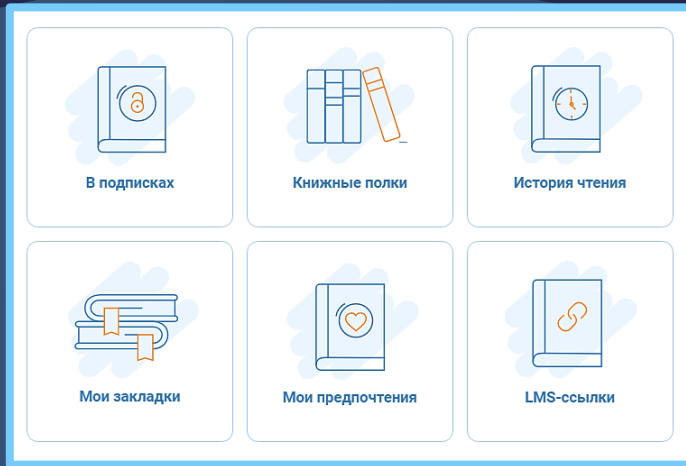 В подписках
Книжные полки
История чтения
Мои закладки
Мои предпочтения
LMS-ссылки